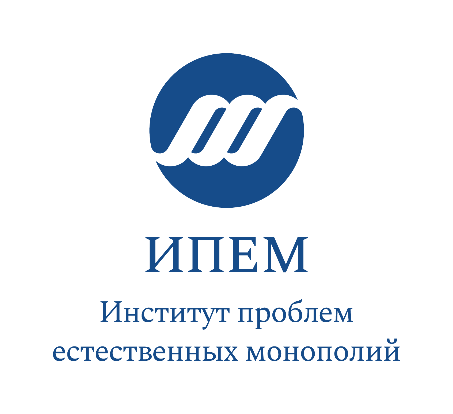 ИПЕМ
Институт проблем
естественных монополий